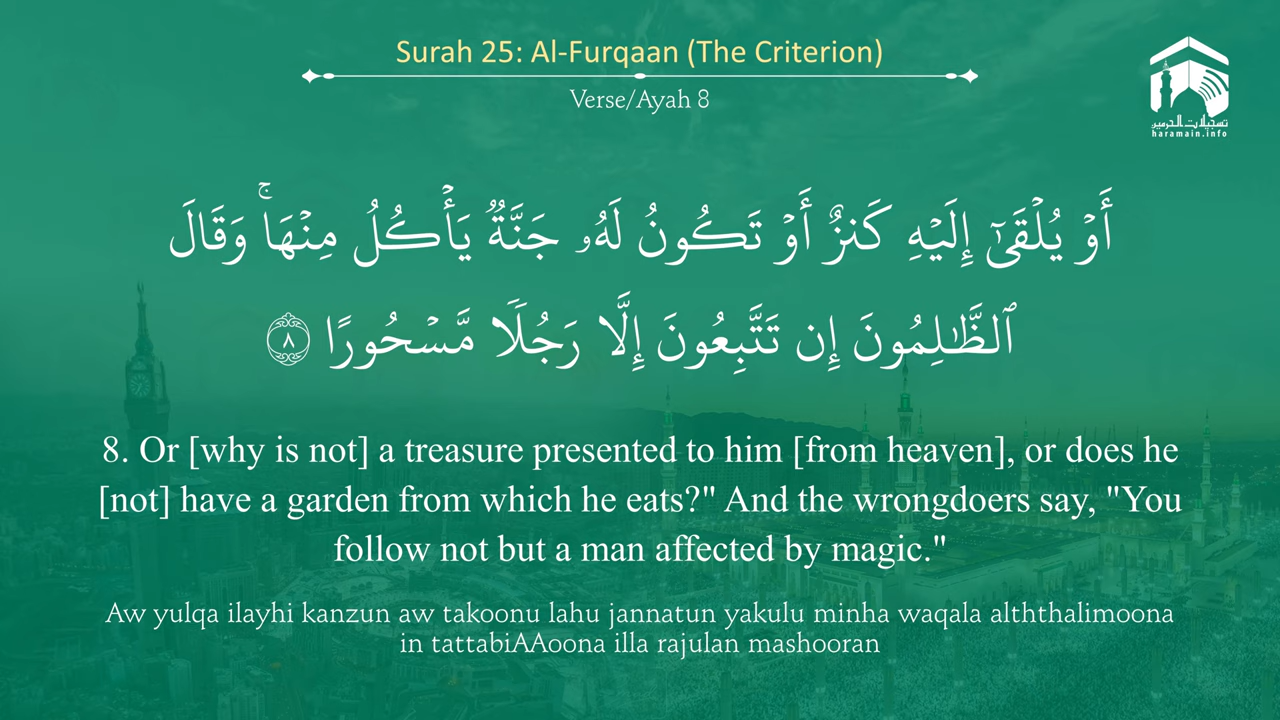 Surah 25: Al-Furqaan (The Criterion)
Verse/Ayah 8
تسجيلات الحرمين
haramain.info
أَوۡ يُلۡقَىٰٓ إِلَيۡهِ كَنزٌ أَوۡ تَكُونُ لَهُۥ جَنَّةٞ يَأۡكُلُ مِنۡهَاۚ وَقَالَ
ٱلظَّٰلِمُونَ إِن تَتَّبِعُونَ إِلَّا رَجُلٗا مَّسۡحُورًا ٨
8. Or [why is not] a treasure presented to him [from heaven], or does he
[not] have a garden from which he eats?" And the wrongdoers say, "You
follow not but a man affected by magic."
Aw yulqa ilayhi kanzun aw takoonu lahu jannatun yakulu minha waqala alththalimoona
in tattabiAAoona illa rajulan mashooran